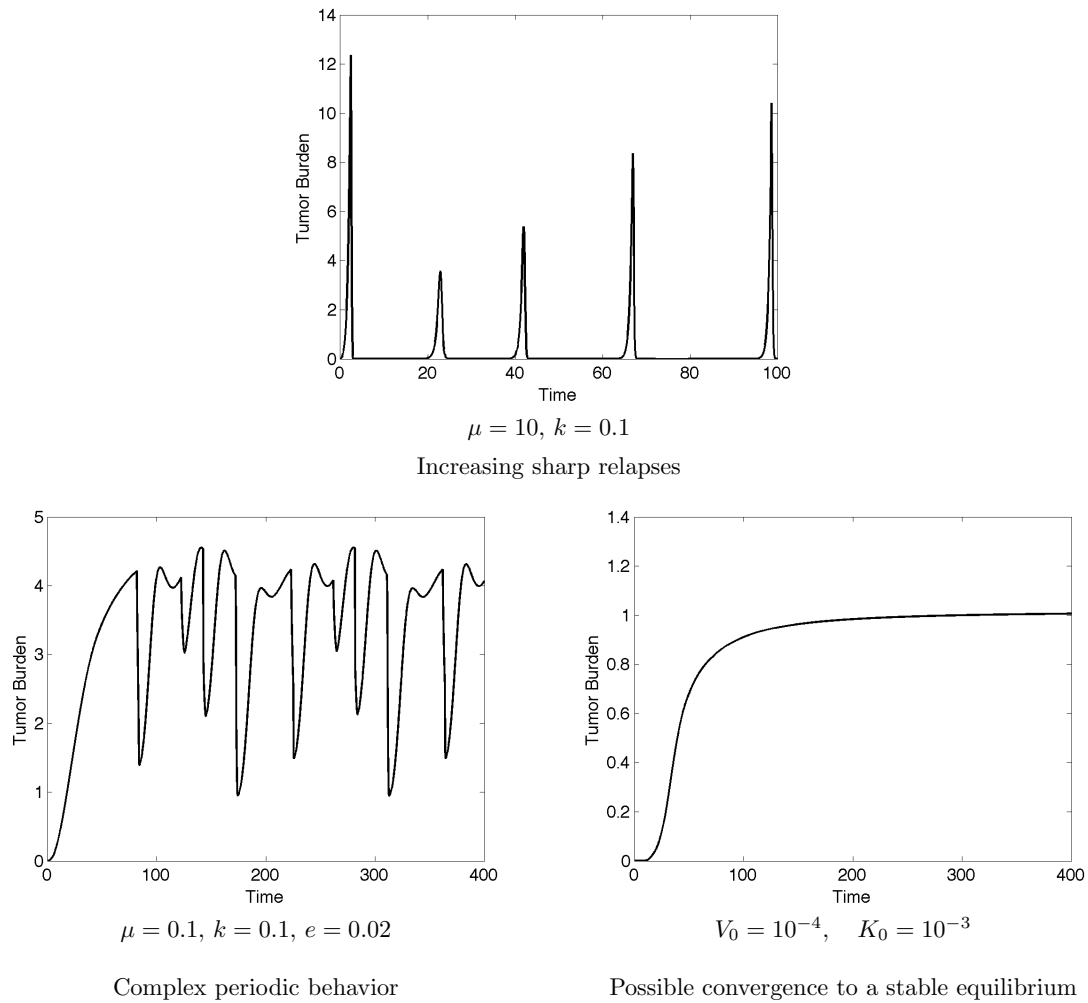 14
12
10
8
6
4
2
0
Tumor Burden
0 20 40 60 80 100
Time
μ = 10, k = 0.1
Increasing sharp relapses
5
4
3
2
1
0
Tumor Burden
0 100 200 300 400
Time
μ = 0.1, k = 0.1, e = 0.02
Complex periodic behavior
1.4
1.2
1
0.8
0.6
0.4
0.2
0
Tumor Burden
0 100 200 300 400
Time
V₀ = 10⁻⁴, K₀ = 10⁻³
Possible convergence to a stable equilibrium